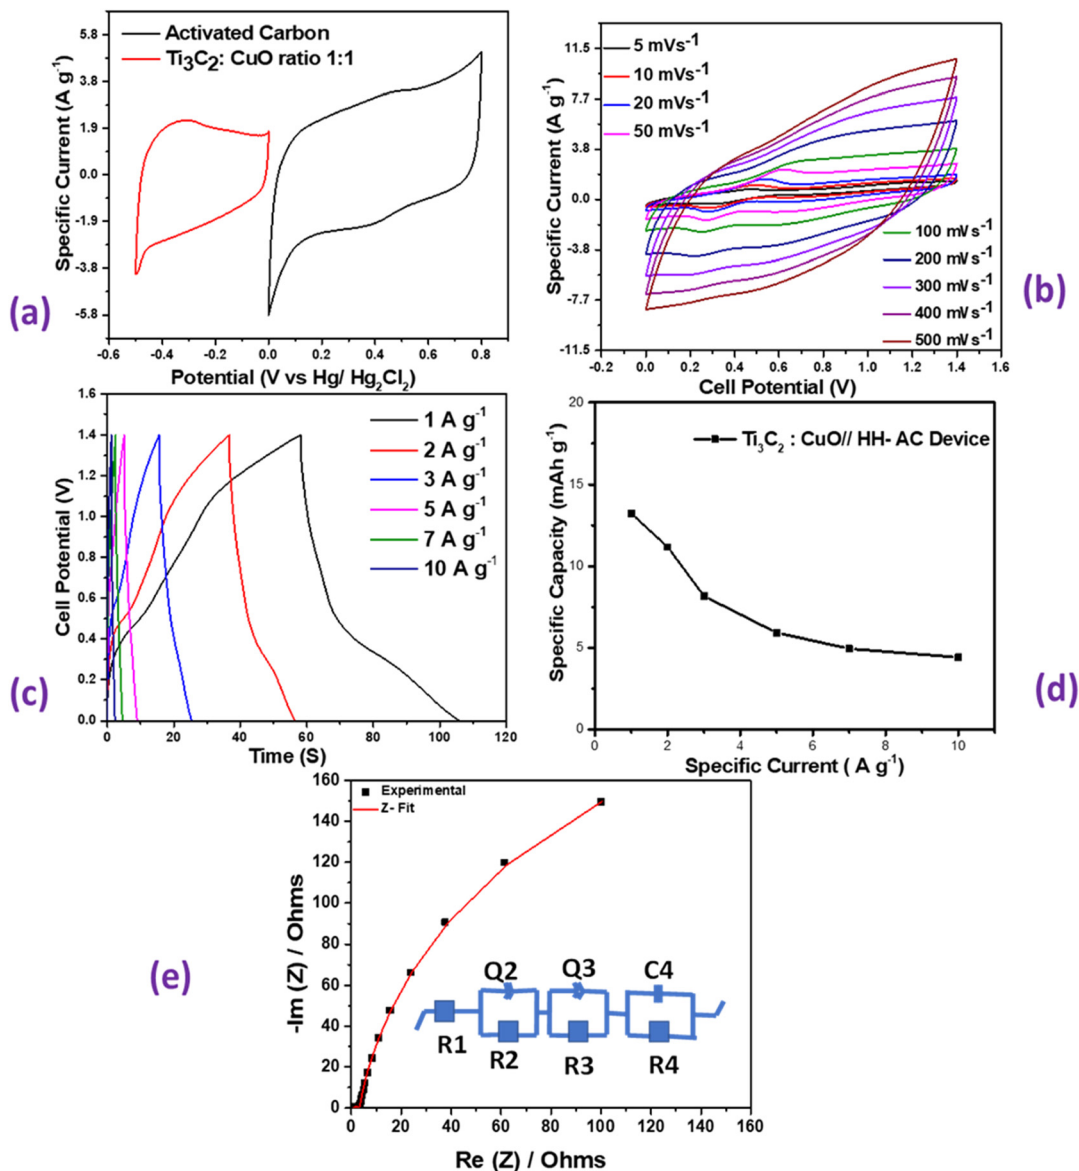 Activated Carbon
Ti3C2: CuO ratio 1:1
Specific Current (A g-1)
5.8
3.8
1.9
0.0
-1.9
-3.8
-5.8
-0.6 -0.4 -0.2 0.0 0.2 0.4 0.6 0.8
Potential (V vs Hg/ Hg2Cl2)
(a)
5 mVs-1
10 mVs-1
20 mVs-1
50 mVs-1
100 mVs-1
200 mVs-1
300 mVs-1
400 mVs-1
500 mVs-1
Specific Current (A g-1)
11.5
7.7
3.8
0.0
-3.8
-7.7
-11.5
-0.2 0.0 0.2 0.4 0.6 0.8 1.0 1.2 1.4 1.6
Cell Potential (V)
(b)
1 A g-1
2 A g-1
3 A g-1
5 A g-1
7 A g-1
10 A g-1
Cell Potential (V)
1.6
1.4
1.2
1.0
0.8
0.6
0.4
0.2
0.0
0 20 40 60 80 100 120
Time (S)
(c)
Ti3C2 : CuO// HH- AC Device
Specific Capacity (mAh g-1)
20
15
10
5
0
0 2 4 6 8 10
Specific Current ( A g-1)
(d)
Experimental
Z- Fit
-Im (Z) / Ohms
160
140
120
100
80
60
40
20
0
0 20 40 60 80 100 120 140 160
Re (Z) / Ohms
Q2 Q3 C4
R1 R2 R3 R4
(e)